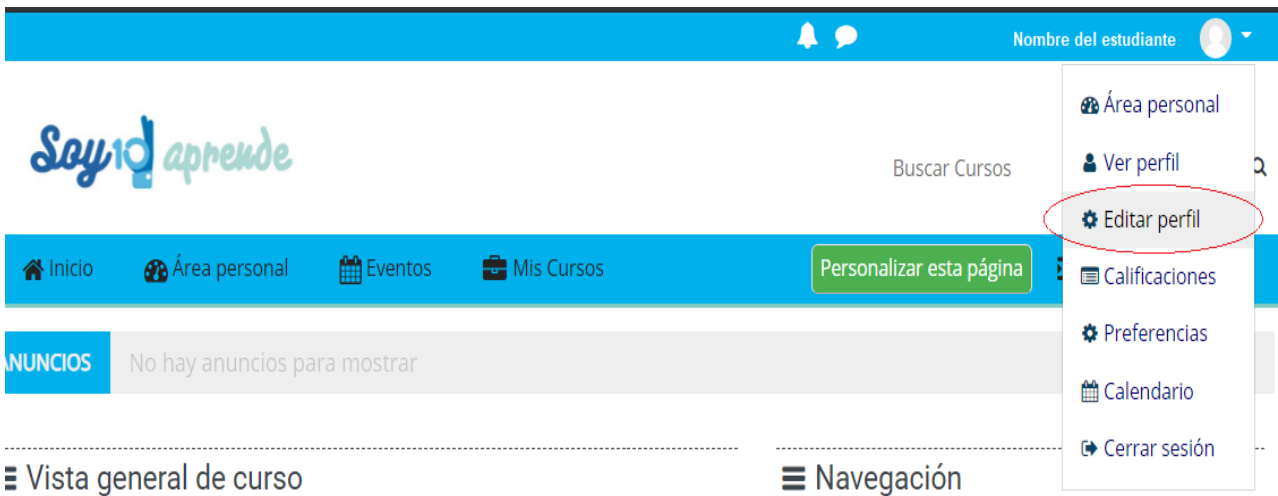 Nombre del estudiante
Soy10 aprende
Buscar Cursos
Área personal
Ver perfil
Editar perfil
Calificaciones
Preferencias
Calendario
Cerrar sesión
Inicio
Área personal
Eventos
Mis Cursos
Personalizar esta página
ANUNCIOS
No hay anuncios para mostrar
Vista general de curso
Navegación